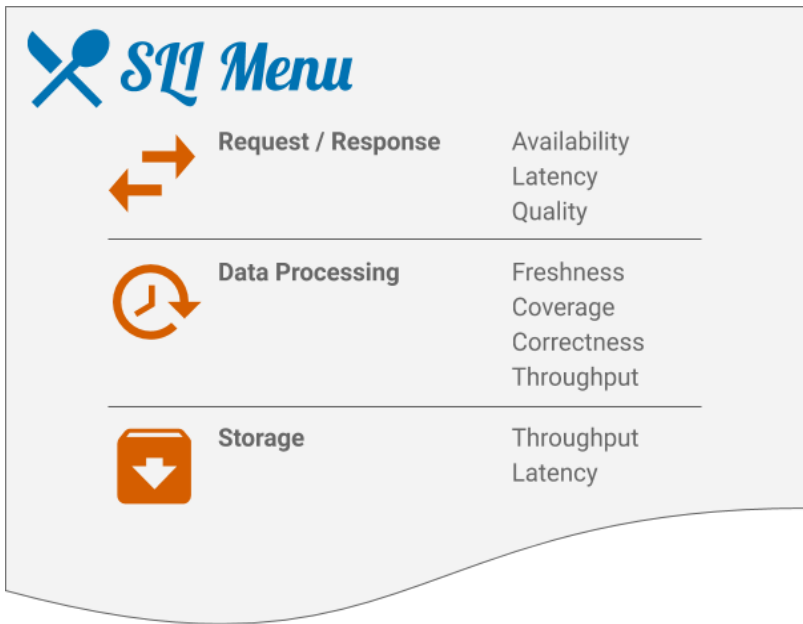 SLI Menu
Request / Response
Availability
Latency
Quality
Data Processing
Freshness
Coverage
Correctness
Throughput
Storage
Throughput
Latency